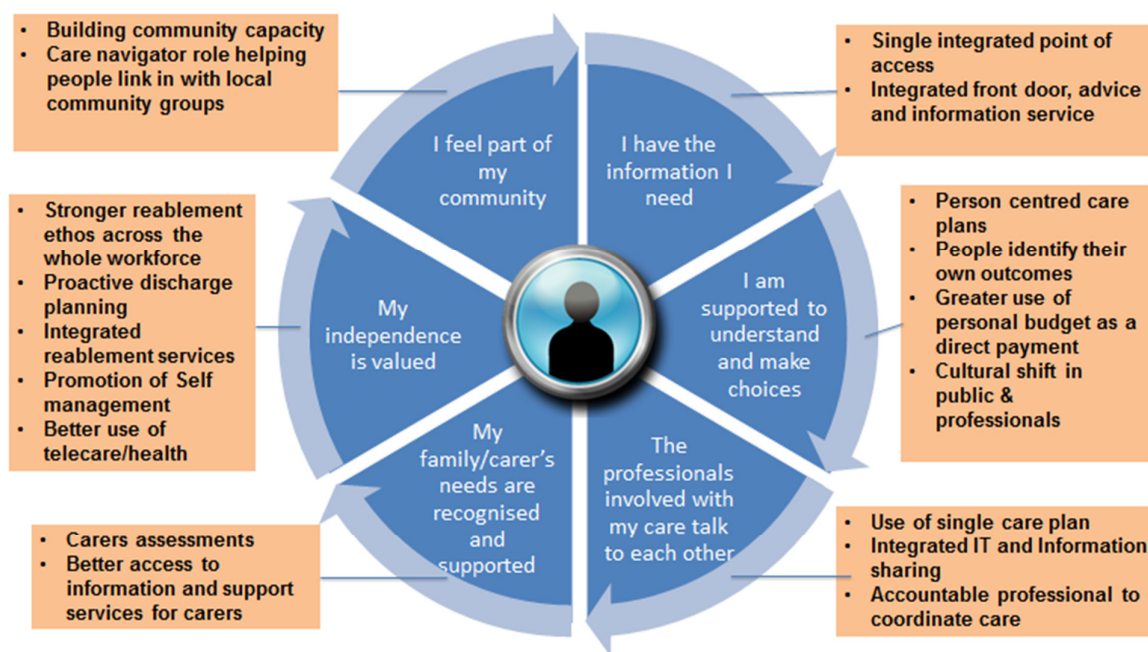 • Building community capacity
• Care navigator role helping
people link in with local
community groups
• Single integrated point of
access
• Integrated front door, advice
and information service
I feel part of
my
community
I have the
information I
need
• Stronger reablement
ethos across the
whole workforce
• Proactive discharge
planning
• Integrated
reablement services
• Promotion of Self
management
• Better use of
telecare/health
My
independence
is valued
I am
supported to
understand
and make
choices
• Person centred care
plans
• People identify their
own outcomes
• Greater use of
personal budget as a
direct payment
• Cultural shift in
public &
professionals
My
family/carer's
needs are
recognised
and
supported
The
professionals
involved with
my care talk
to each other
• Carers assessments
• Better access to
information and support
services for carers
• Use of single care plan
• Integrated IT and Information
sharing
• Accountable professional to
coordinate care